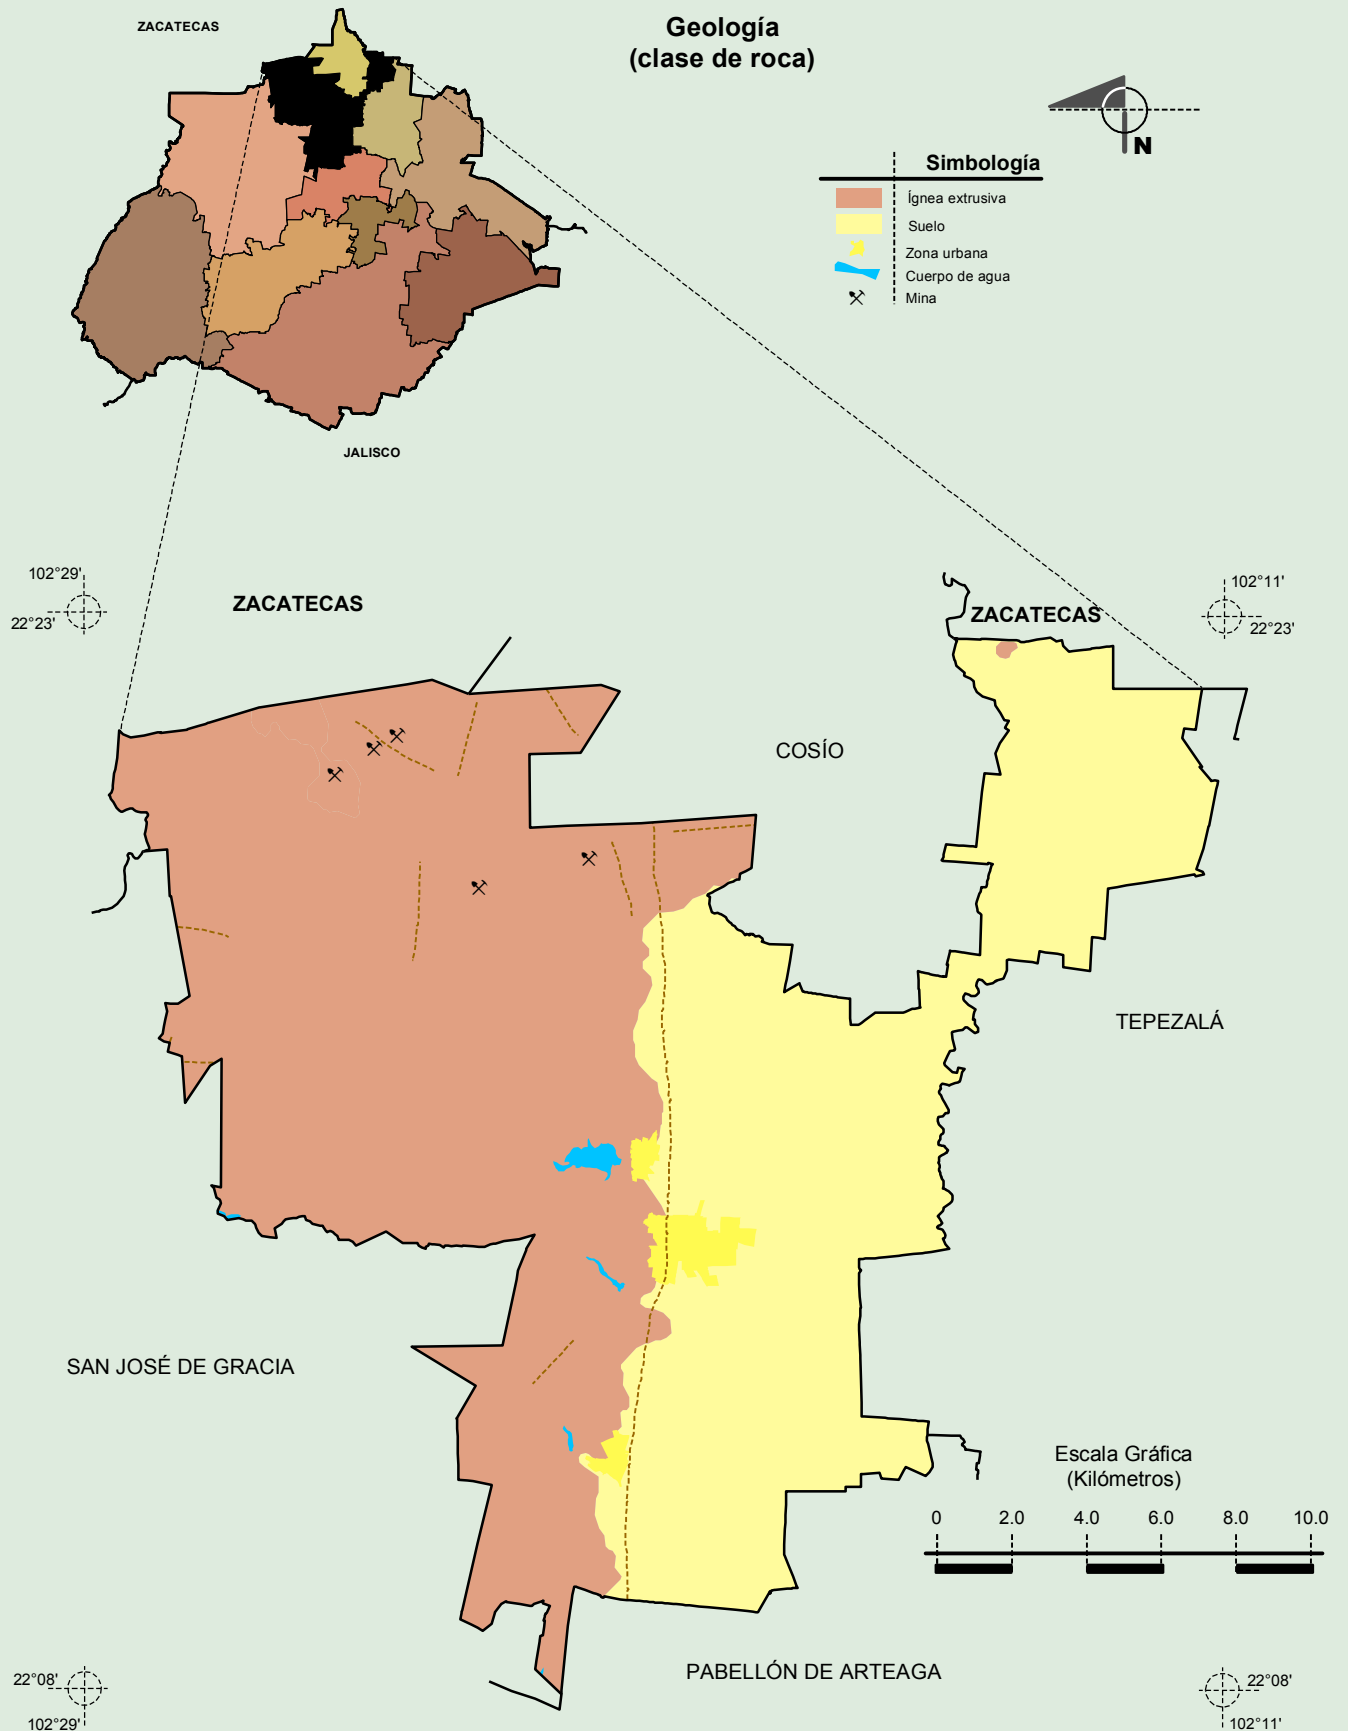 Geología
(clase de roca)
ZACATECAS
JALISCO
N
Simbología
Ígnea extrusiva
Suelo
Zona urbana
Cuerpo de agua
Mina
102°29'
22°23'
ZACATECAS
ZACATECAS
102°11'
22°23'
COSÍO
TEPEZALÁ
SAN JOSÉ DE GRACIA
Escala Gráfica
(Kilómetros)
0 2.0 4.0 6.0 8.0 10.0
PABELLÓN DE ARTEAGA
22°08'
102°29'
22°08'
102°11'